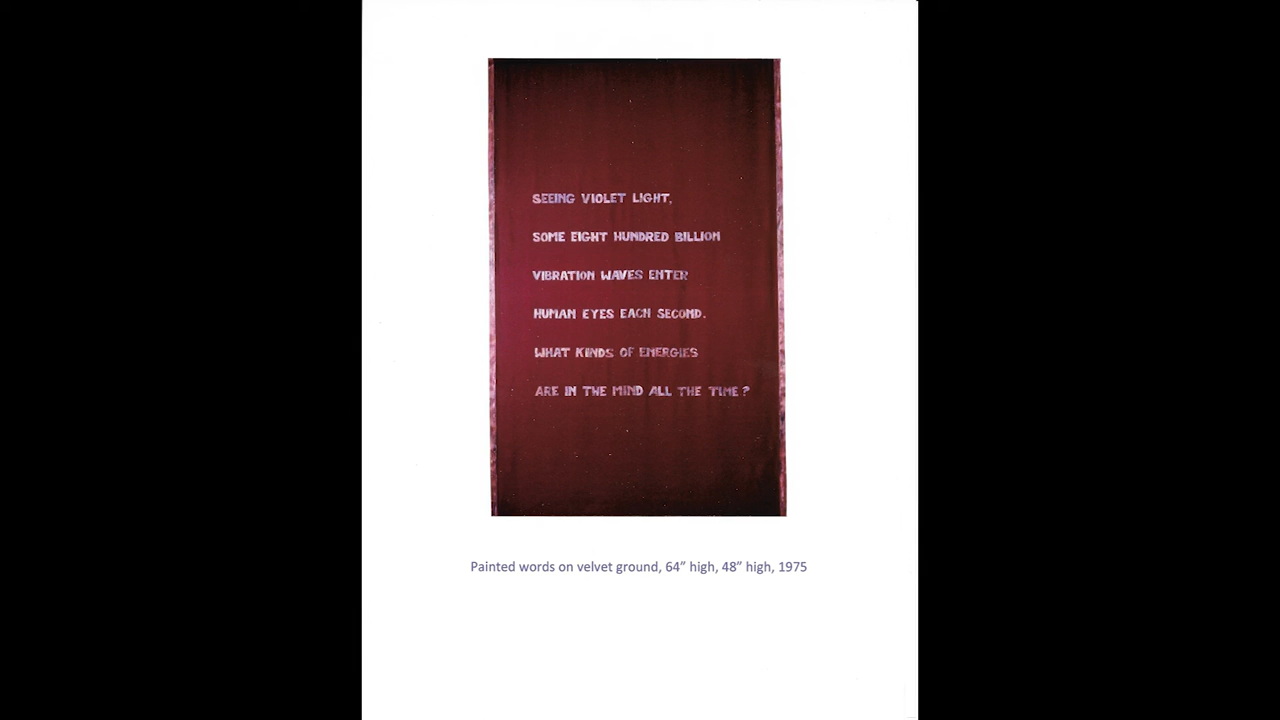 SEEING VIOLET LIGHT,
SOME EIGHT HUNDRED BILLION
VIBRATION WAVES ENTER
HUMAN EYES EACH SECOND.
WHAT KINDS OF ENERGIES
ARE IN THE MIND ALL THE TIME?
Painted words on velvet ground, 64” high, 48” high, 1975